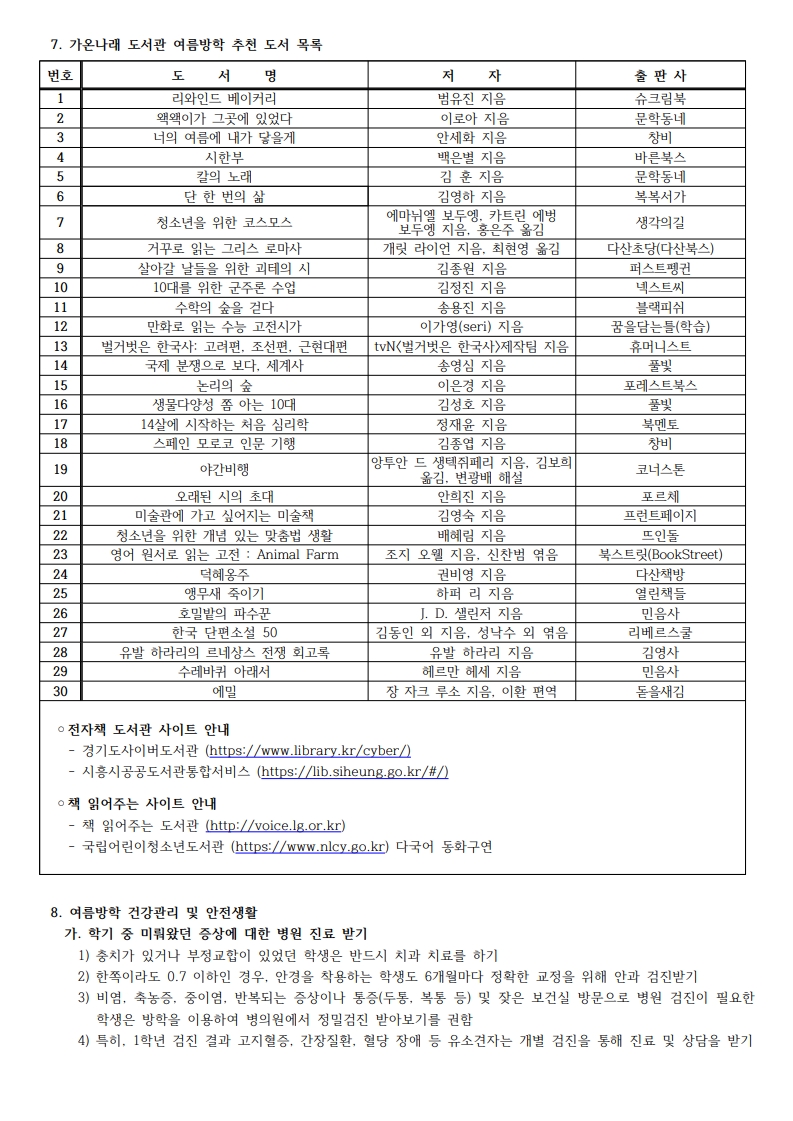 7. 가온나래 도서관 여름방학 추천 도서 목록
번호 도 서 명 저 자 출 판 사
1 리와인드 베이커리 범유진 지음 슈크림북
2 왝왝이가 그곳에 있었다 이로아 지음 문학동네
3 너의 여름에 내가 닿을게 안세화 지음 창비
4 시한부 백은별 지음 바른북스
5 칼의 노래 김 훈 지음 문학동네
6 단 한 번의 삶 김영하 지음 복복서가
7 청소년을 위한 코스모스 에마뉘엘 보두엥, 카트린 에벙
보두엥 지음, 홍은주 옮김 생각의길
8 거꾸로 읽는 그리스 로마사 개릿 라이언 지음, 최현영 옮김 다산초당(다산북스)
9 살아갈 날들을 위한 괴테의 시 김종원 지음 퍼스트펭귄
10 10대를 위한 군주론 수업 김정진 지음 넥스트씨
11 수학의 숲을 걷다 송용진 지음 블랙피쉬
12 만화로 읽는 수능 고전시가 이가영(seri) 지음 꿈을담는틀(학습)
13 벌거벗은 한국사: 고려편, 조선편, 근현대편 tvN〈벌거벗은 한국사〉제작팀 지음 휴머니스트
14 국제 분쟁으로 보다, 세계사 송영심 지음 풀빛
15 논리의 숲 이은경 지음 포레스트북스
16 생물다양성 쫌 아는 10대 김성호 지음 풀빛
17 14살에 시작하는 처음 심리학 정재윤 지음 북멘토
18 스페인 모로코 인문 기행 김종엽 지음 창비
19 야간비행 앙투안 드 생텍쥐페리 지음, 김보희
옮김, 변광배 해설 코너스톤
20 오래된 시의 초대 안희진 지음 포르체
21 미술관에 가고 싶어지는 미술책 김영숙 지음 프런트페이지
22 청소년을 위한 개념 있는 맞춤법 생활 배혜림 지음 뜨인돌
23 영어 원서로 읽는 고전 : Animal Farm 조지 오웰 지음, 신찬범 엮음 북스트릿(BookStreet)
24 덕혜옹주 권비영 지음 다산책방
25 앵무새 죽이기 하퍼 리 지음 열린책들
26 호밀밭의 파수꾼 J. D. 샐린저 지음 민음사
27 한국 단편소설 50 김동인 외 지음, 성낙수 외 엮음 리베르스쿨
28 유발 하라리의 르네상스 전쟁 회고록 유발 하라리 지음 김영사
29 수레바퀴 아래서 헤르만 헤세 지음 민음사
30 에밀 장 자크 루소 지음, 이환 편역 돋을새김
○전자책 도서관 사이트 안내
- 경기도사이버도서관 (https://www.library.kr/cyber/)
- 시흥시공공도서관통합서비스 (https://lib.siheung.go.kr/#/)
○책 읽어주는 사이트 안내
- 책 읽어주는 도서관 (http://voice.lg.or.kr)
- 국립어린이청소년도서관 (https://www.nlcy.go.kr) 다국어 동화구연
8. 여름방학 건강관리 및 안전생활
가. 학기 중 미뤄왔던 증상에 대한 병원 진료 받기
1) 충치가 있거나 부정교합이 있었던 학생은 반드시 치과 치료를 하기
2) 한쪽이라도 0.7 이하인 경우, 안경을 착용하는 학생도 6개월마다 정확한 교정을 위해 안과 검진받기
3) 비염, 축농증, 중이염, 반복되는 증상이나 통증(두통, 복통 등) 및 잦은 보건실 방문으로 병원 검진이 필요한
학생은 방학을 이용하여 병의원에서 정밀검진 받아보기를 권함
4) 특히, 1학년 검진 결과 고지혈증, 간장질환, 혈당 장애 등 유소견자는 개별 검진을 통해 진료 및 상담을 받기